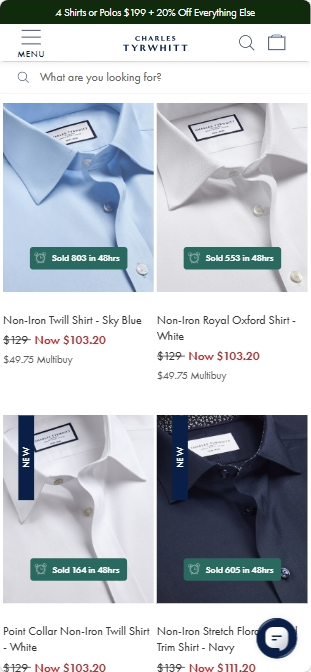 4 Shirts or Polos $199 + 20% Off Everything Else
MENU
CHARLES
TYRWHITT
What are you looking for?
Sold 803 in 48hrs
Sold 553 in 48hrs
Non-Iron Twill Shirt - Sky Blue
$129 Now $103.20
$49.75 Multibuy
Non-Iron Royal Oxford Shirt -
White
$129 Now $103.20
$49.75 Multibuy
NEW
Sold 164 in 48hrs
NEW
Sold 605 in 48hrs
Point Collar Non-Iron Twill Shirt
- White
$129 Now $103.20
Non-Iron Stretch
Trim Shirt - Navy
$139 Now $111.20